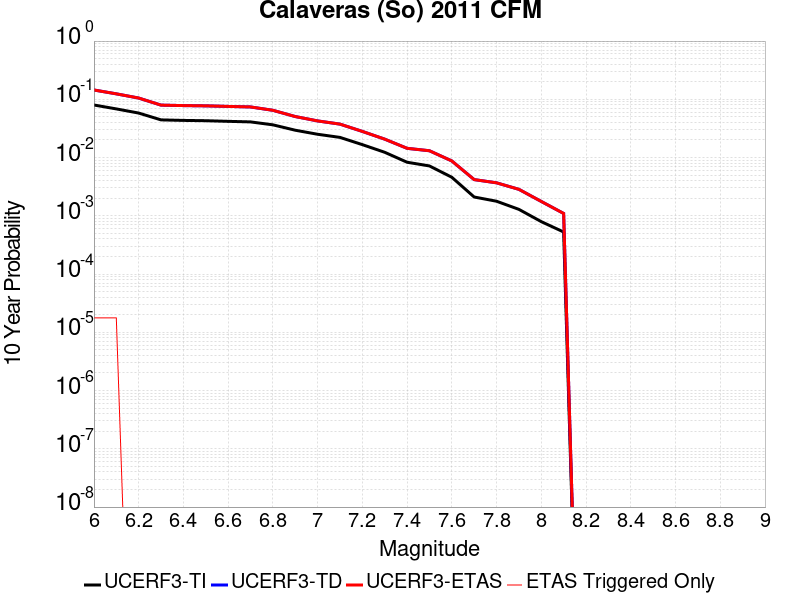 Calaveras (So) 2011 CFM
10 0
10 -1
10 -2
10 -3
10 -4
10 -5
10 -6
10 -7
10 -8
10 Year Probability
6 6.2 6.4 6.6 6.8 7 7.2 7.4 7.6 7.8 8 8.2 8.4 8.6 8.8 9
Magnitude
UCERF3-TI UCERF3-TD UCERF3-ETAS ETAS Triggered Only